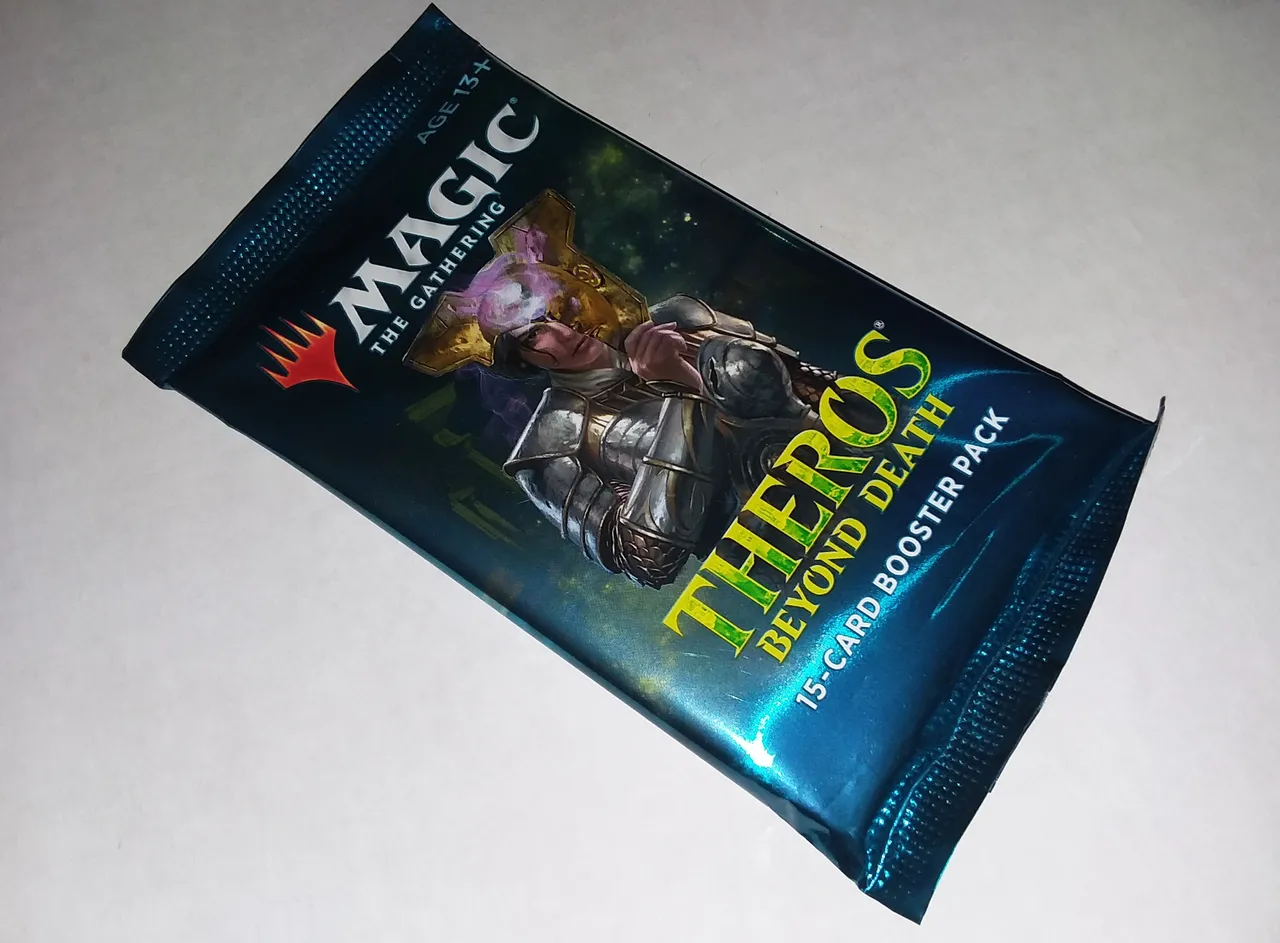 AGE 13+
MAGIC®
THE GATHERING
THEROS®
BEYOND DEATH
15-CARD BOOSTER PACK